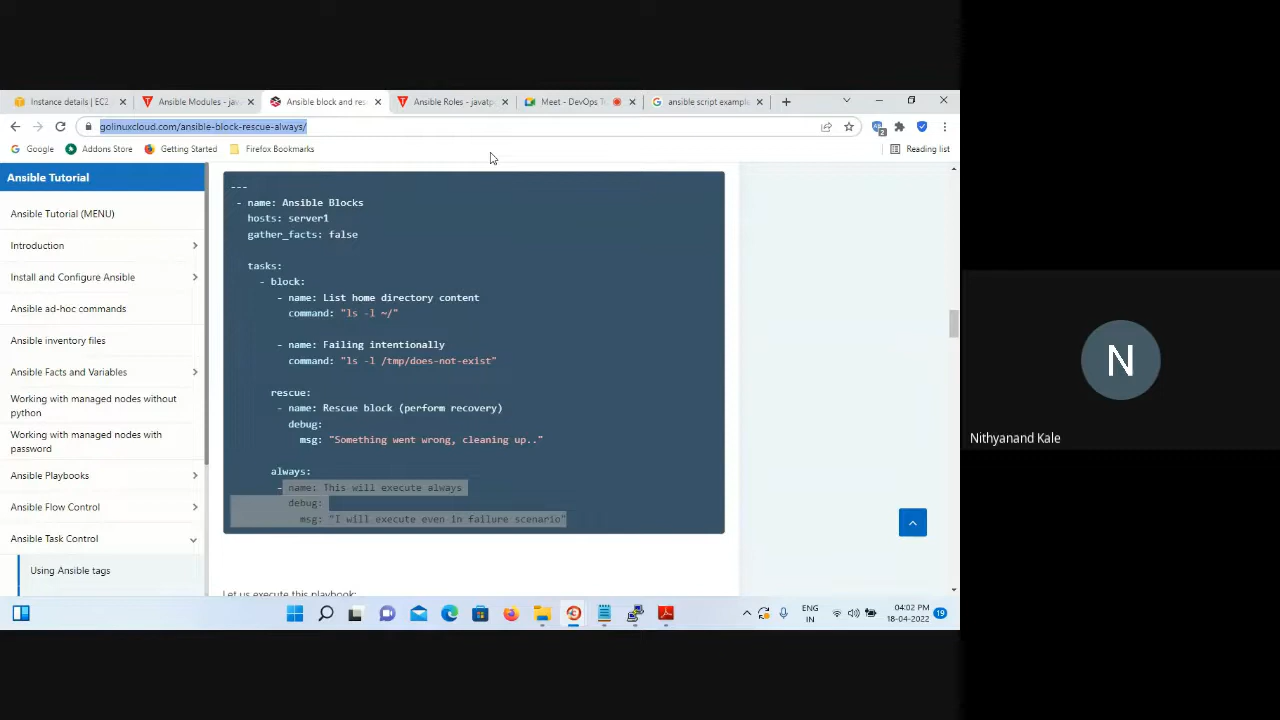 Instance details | EC2
Ansible Modules - jav
Ansible block and res
Ansible Roles - javatp
Meet - DevOps T
ansible script example
golinuxcloud.com/ansible-block-rescue-always/
2
Google
Addons Store
Getting Started
Firefox Bookmarks
Reading list
Ansible Tutorial
Ansible Tutorial (MENU)
Introduction
Install and Configure Ansible
Ansible ad-hoc commands
Ansible inventory files
Ansible Facts and Variables
Working with managed nodes without
python
Working with managed nodes with
password
Ansible Playbooks
Ansible Flow Control
Ansible Task Control
Using Ansible tags
---
- name: Ansible Blocks
hosts: server1
gather_facts: false
tasks:
- block:
- name: List home directory content
command: "ls -l ~/"
- name: Failing intentionally
command: "ls -l /tmp/does-not-exist"
rescue:
- name: Rescue block (perform recovery)
debug:
msg: "Something went wrong, cleaning up.."
always:
- name: This will execute always
debug:
msg: "I will execute even in failure scenario"
Let us execute this playbook:
ENG
IN
04:02 PM
18-04-2022
19
N
Nithyanand Kale